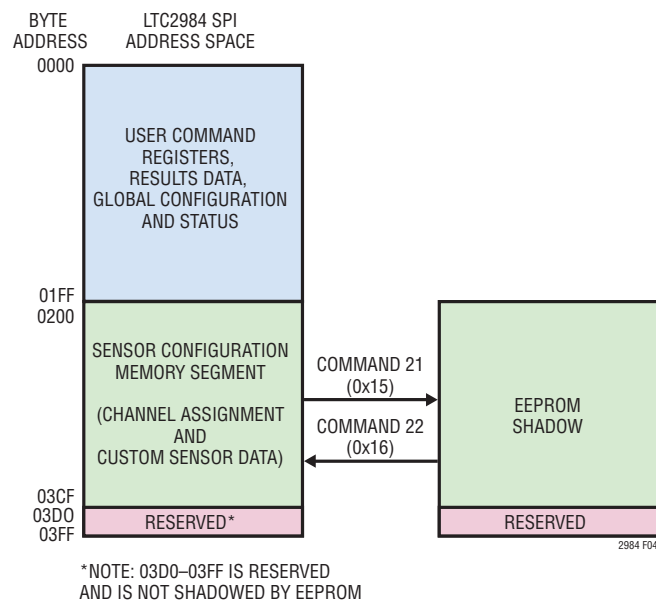 BYTE
ADDRESS
LTC2984 SPI
ADDRESS SPACE
0000
USER COMMAND
REGISTERS,
RESULTS DATA,
GLOBAL CONFIGURATION
AND STATUS
01FF
0200
SENSOR CONFIGURATION
MEMORY SEGMENT
(CHANNEL ASSIGNMENT
AND
CUSTOM SENSOR DATA)
COMMAND 21
(0x15)
COMMAND 22
(0x16)
EEPROM
SHADOW
03CF
03D0
03FF
RESERVED*
RESERVED
2984 F04
*NOTE: 03D0–03FF IS RESERVED
AND IS NOT SHADOWED BY EEPROM